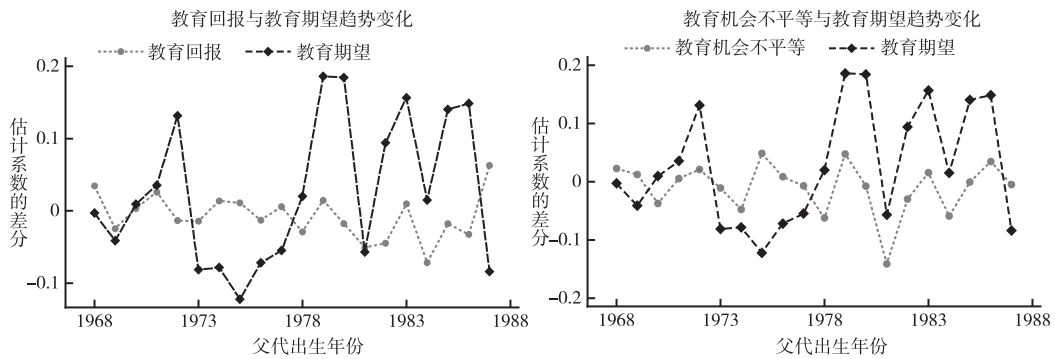 教育回报与教育期望趋势变化
教育回报 教育期望
估计系数的差分
0.2
0.1
0
−0.1
1968 1973 1978 1983 1988
父代出生年份
教育机会不平等与教育期望趋势变化
教育机会不平等 教育期望
估计系数的差分
0.2
0.1
0
−0.1
−0.2
1968 1973 1978 1983 1988
父代出生年份